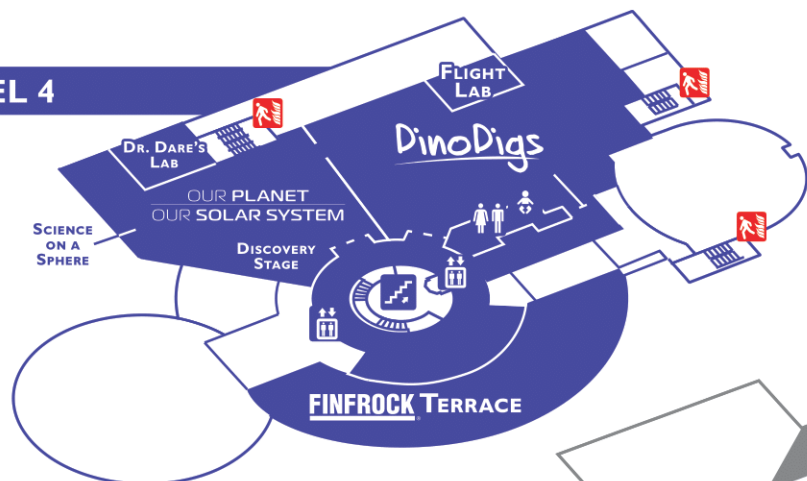 EL 4
FLIGHT
LAB
DinoDigs
DR. DARE'S
LAB
OUR PLANET
OUR SOLAR SYSTEM
SCIENCE
ON A
SPHERE
DISCOVERY
STAGE
FINFROCK TERRACE